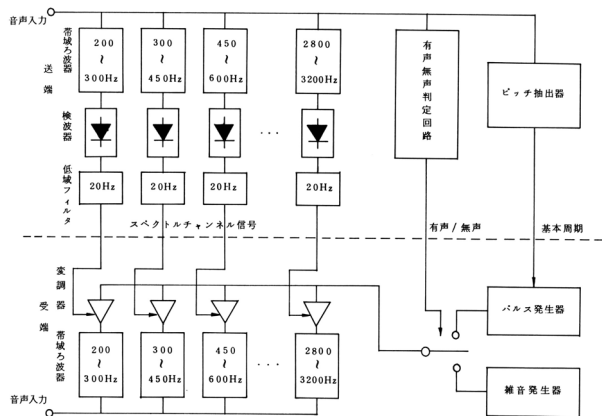 音声入力
帯域ろ波器
200
～
300Hz
300
～
450Hz
450
～
600Hz
2800
～
3200Hz
有声無声判定回路
ピッチ抽出器
送端
検波器
···
低域フィルタ
20Hz
20Hz
20Hz
20Hz
スペクトルチャンネル信号
有声/無声
基本周期
変調器
受端
パルス発生器
帯域ろ波器
200
～
300Hz
300
～
450Hz
450
～
600Hz
···
2800
～
3200Hz
雑音発生器
音声入力